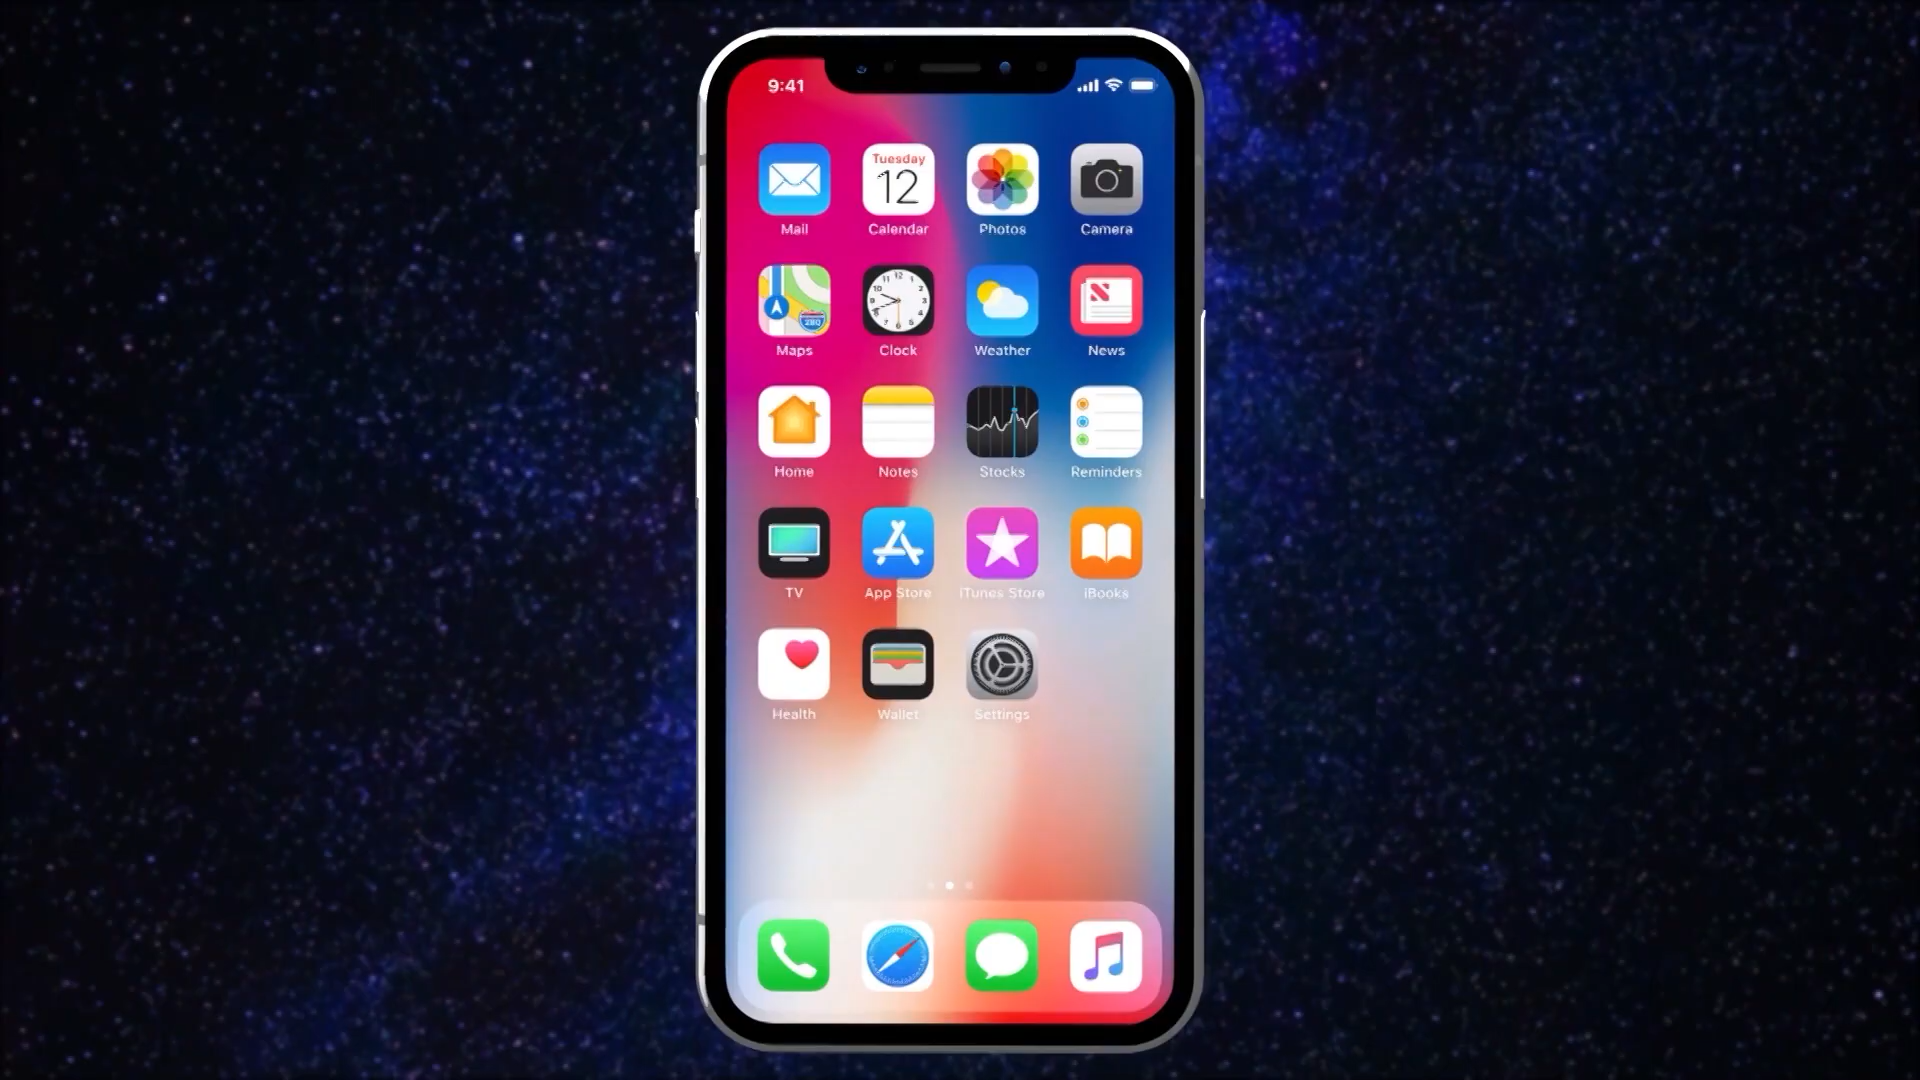 9:41
Tuesday
12
Mail
Calendar
Photos
Camera
280
Maps
Clock
Weather
News
Home
Notes
Stocks
Reminders
TV
App Store
iTunes Store
iBooks
Health
Wallet
Settings